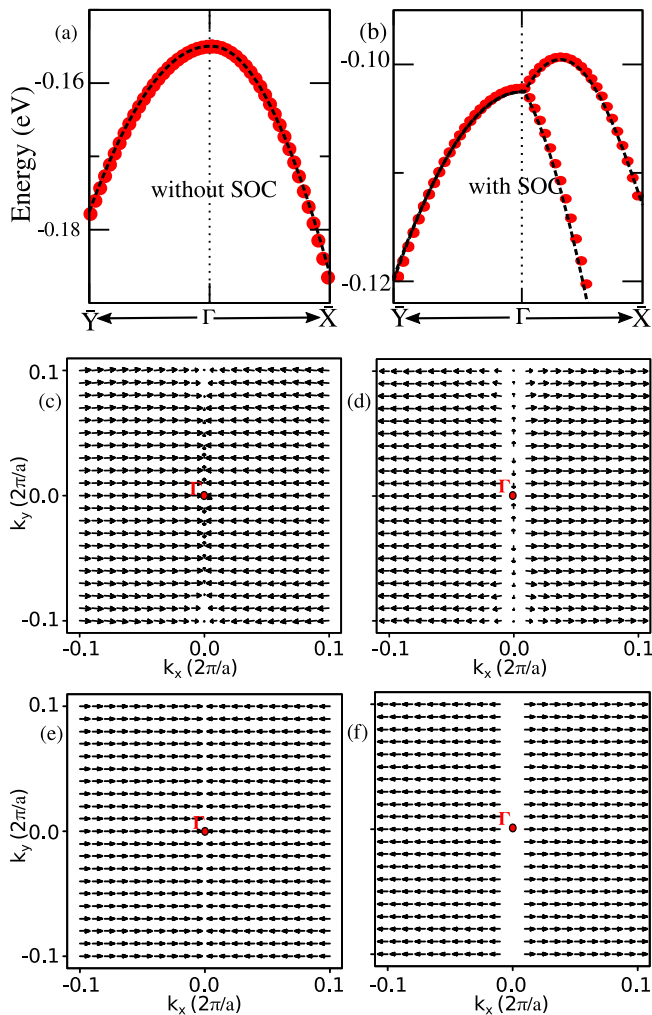 (a)
(b)
-0.16
-0.18
Energy (eV)
without SOC
Ȳ
Γ
X̄
-0.10
-0.12
with SOC
Ȳ
Γ
X̄
(c)
0.1
0.0
-0.1
k_y (2π/a)
Γ
-0.1
0.0
0.1
k_x (2π/a)
(d)
Γ
-0.1
0.0
0.1
k_x (2π/a)
(e)
0.1
0.0
-0.1
k_y (2π/a)
Γ
-0.1
0.0
0.1
k_x (2π/a)
(f)
Γ
-0.1
0.0
0.1
k_x (2π/a)